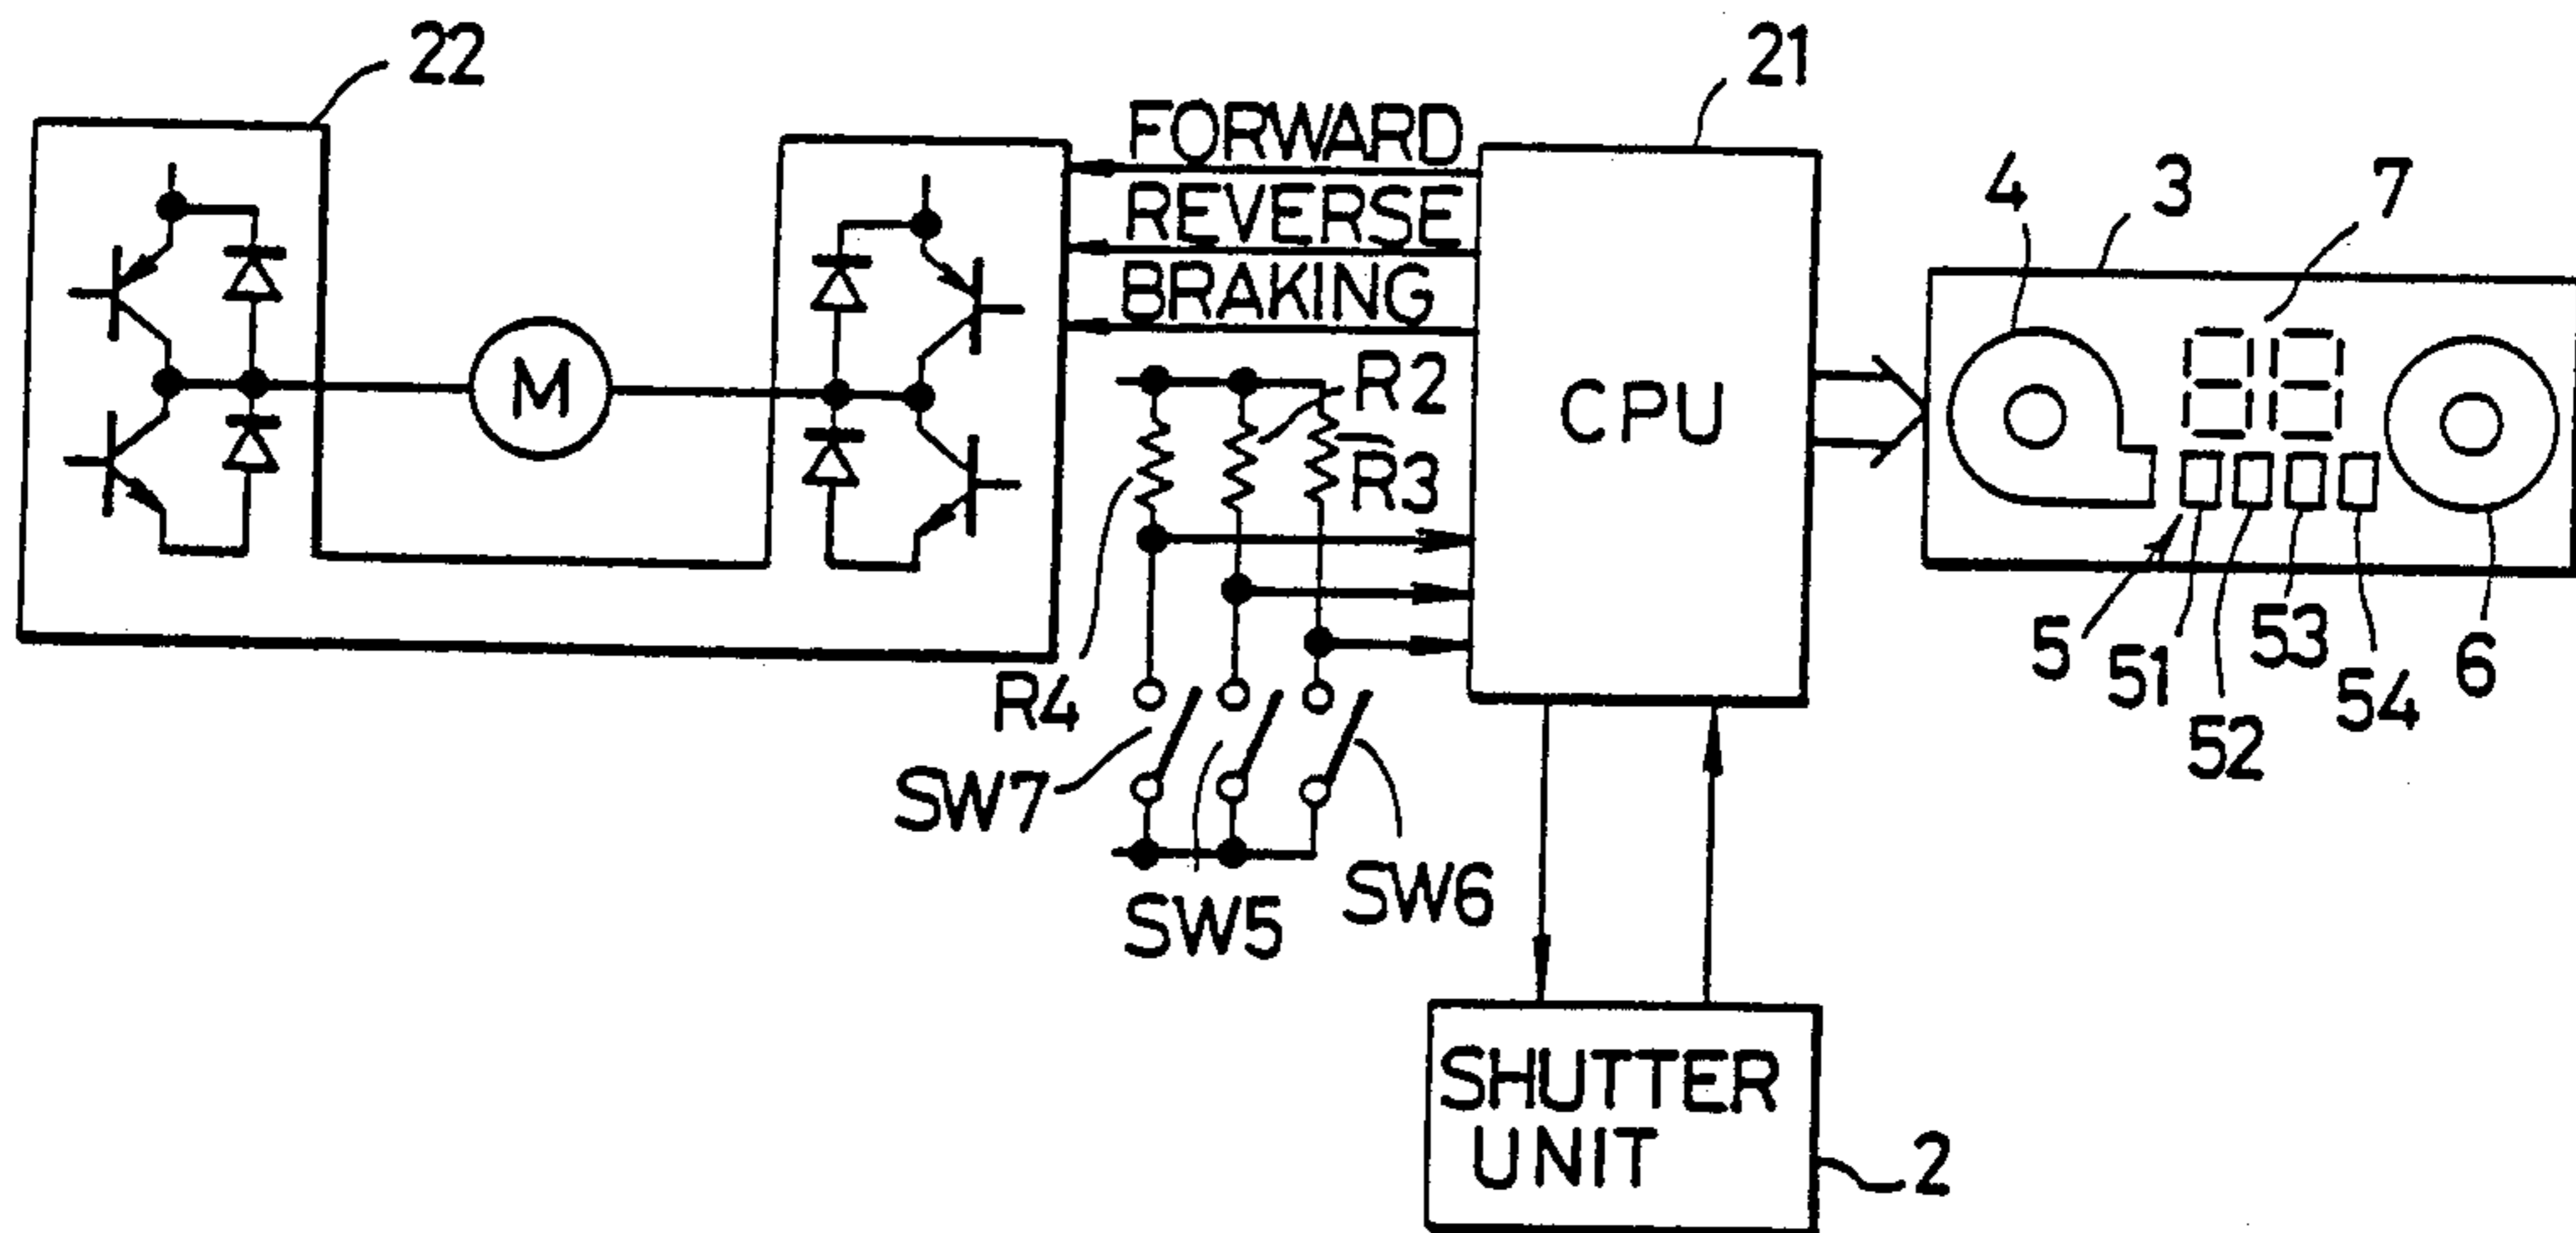 22
21
FORWARD
REVERSE
BRAKING
4
3
7
M
R2
R3
CPU
R4
SW7
SW5
SW6
5
51
52
53
54
6
SHUTTER
UNIT
2